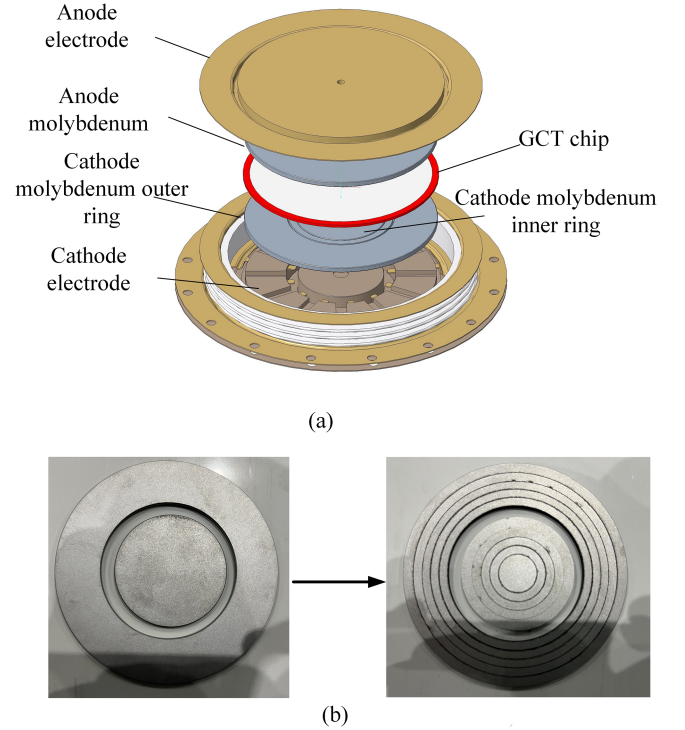 Anode
electrode
Anode
molybdenum
GCT chip
Cathode
molybdenum outer
ring
Cathode molybdenum
inner ring
Cathode
electrode
(a)
(b)